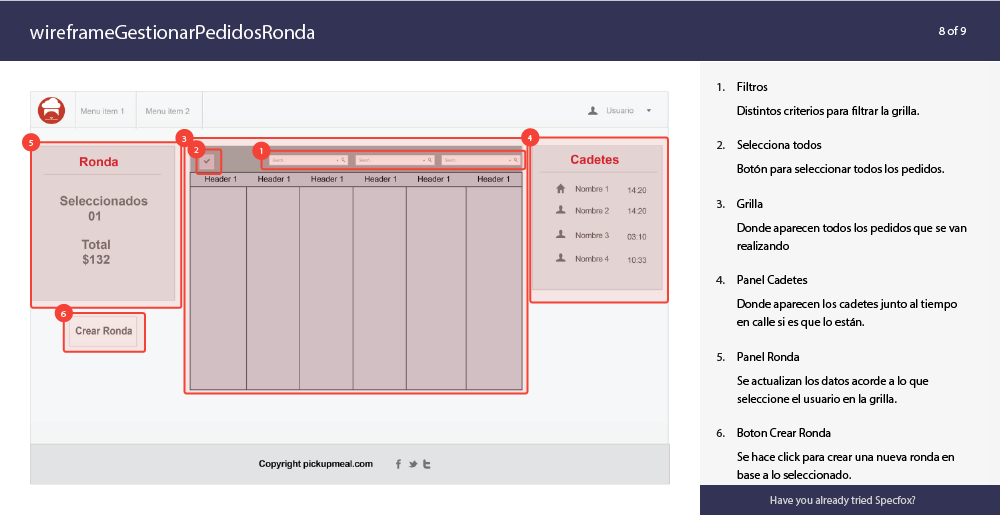 wireframeGestionarPedidosRonda
8 of 9
Menu item 1
Menu item 2
Usuario
5
Ronda
Seleccionados
01
Total
$132
6
Crear Ronda
3
2
1
Search...
Search...
Search...
Header 1 Header 1 Header 1 Header 1 Header 1 Header 1
4
Cadetes
Nombre 1 14:20
Nombre 2 14:20
Nombre 3 03:10
Nombre 4 10:33
Copyright pickupmeal.com
1. Filtros
Distintos criterios para filtrar la grilla.
2. Selecciona todos
Botón para seleccionar todos los pedidos.
3. Grilla
Donde aparecen todos los pedidos que se van
realizando
4. Panel Cadetes
Donde aparecen los cadetes junto al tiempo
en calle si es que lo están.
5. Panel Ronda
Se actualizan los datos acorde a lo que
seleccione el usuario en la grilla.
6. Boton Crear Ronda
Se hace click para crear una nueva ronda en
base a lo seleccionado.
Have you already tried Specfox?